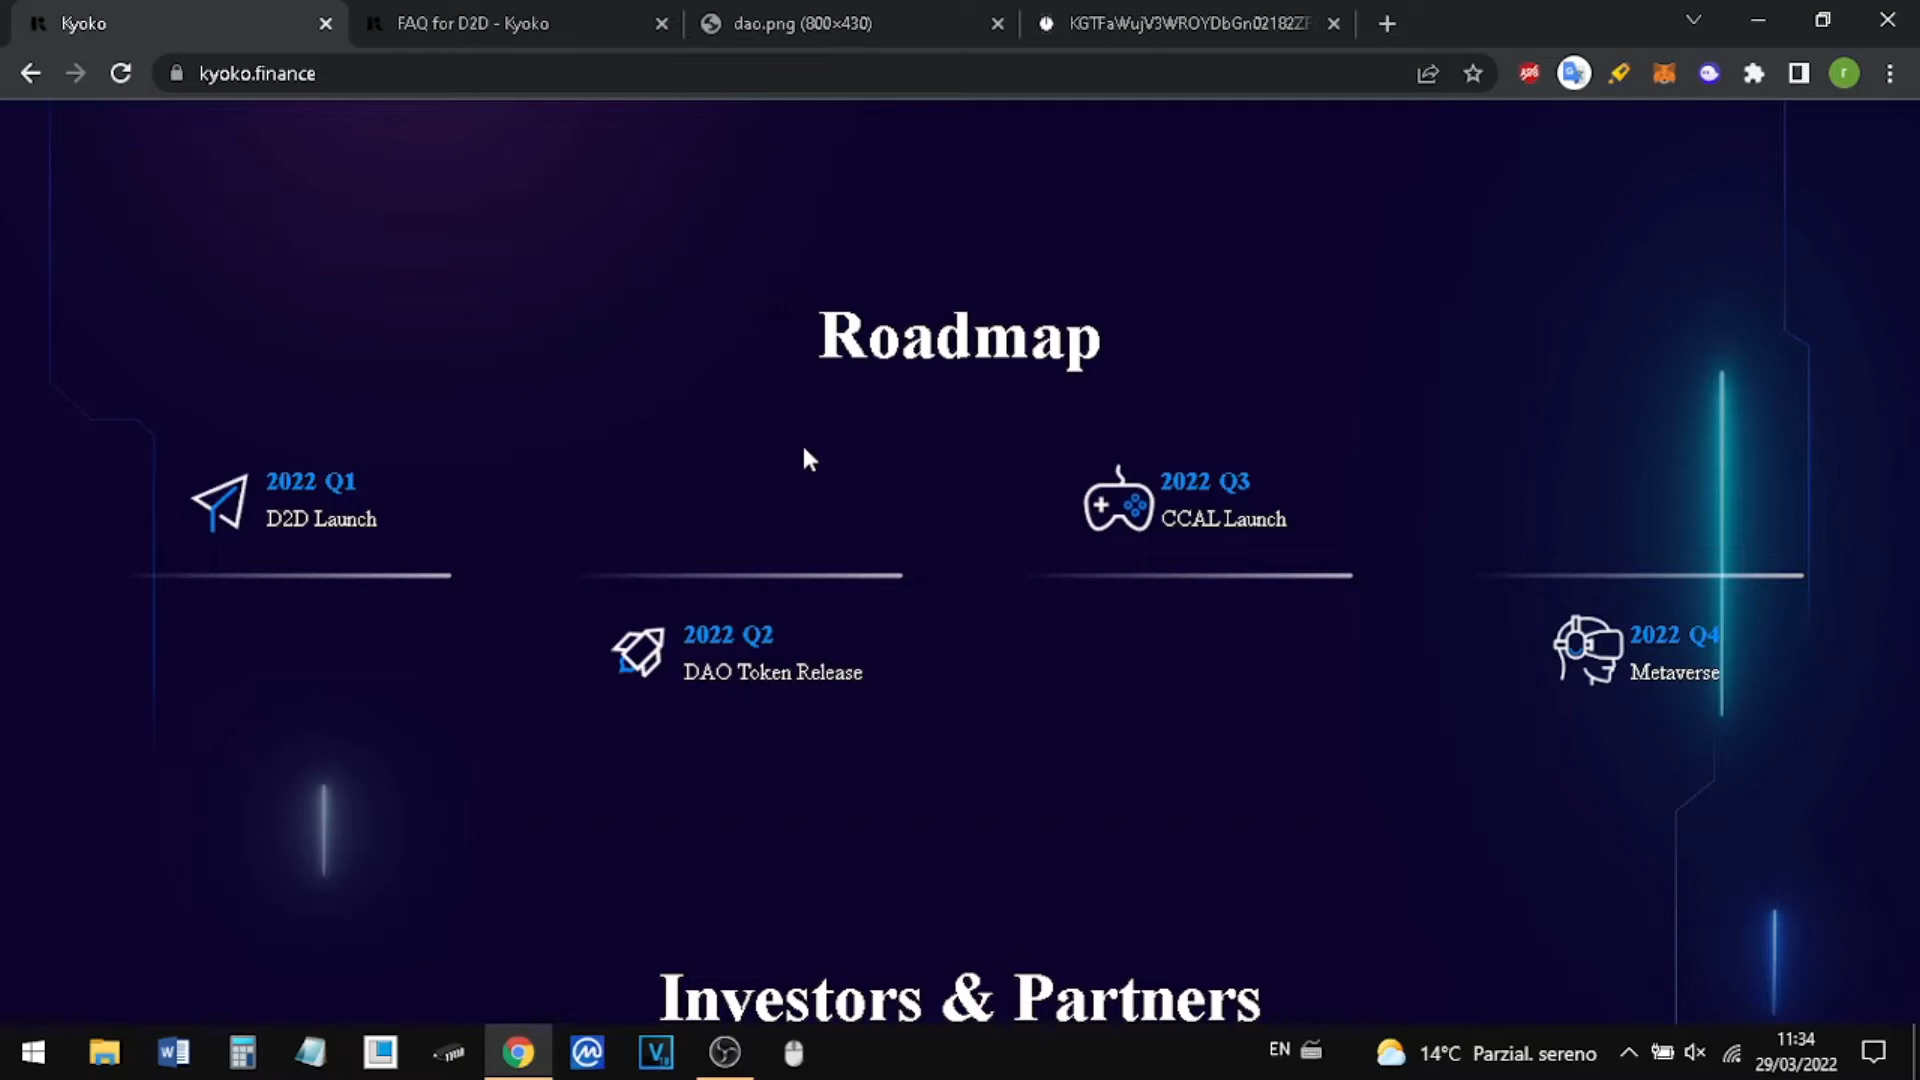 Kyoko
FAQ for D2D - Kyoko
dao.png (800×430)
kyoko.finance
Roadmap
2022 Q1
D2D Launch
2022 Q3
CCAL Launch
2022 Q2
DAO Token Release
2022 Q4
Metaverse
Investors & Partners
EN
14°C Parzial. sereno
11:34
29/03/2022